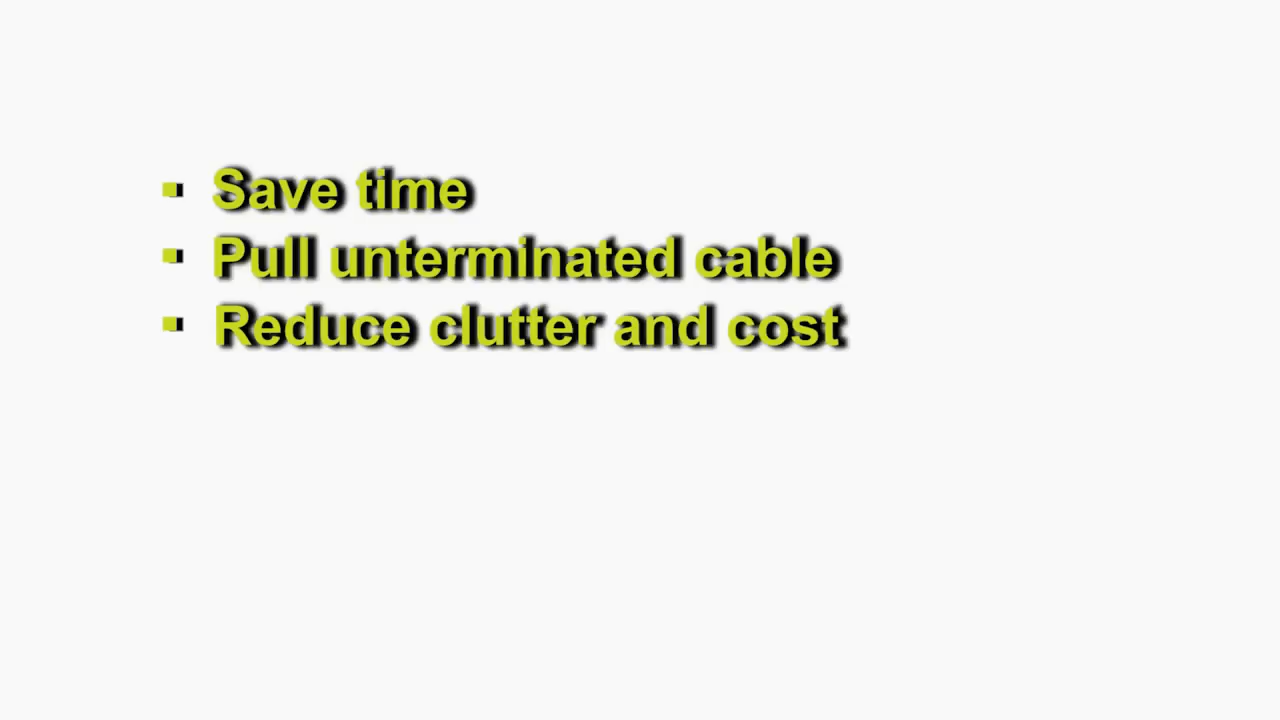 ▪ Save time
▪ Pull unterminated cable
▪ Reduce clutter and cost